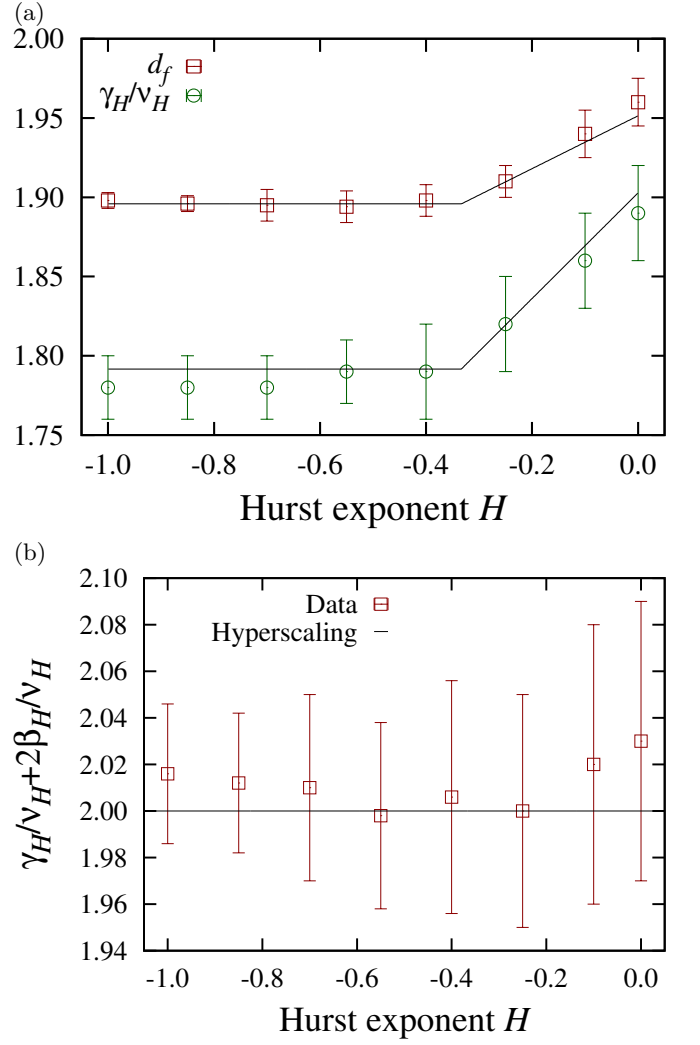 (a)
2.00
1.95
1.90
1.85
1.80
1.75
d_f
γ_H/ν_H
-1.0 -0.8 -0.6 -0.4 -0.2 0.0
Hurst exponent H
(b)
2.10
2.08
2.06
2.04
2.02
2.00
1.98
1.96
1.94
γ_H/ν_H+2β_H/ν_H
Data
Hyperscaling
-1.0 -0.8 -0.6 -0.4 -0.2 0.0
Hurst exponent H